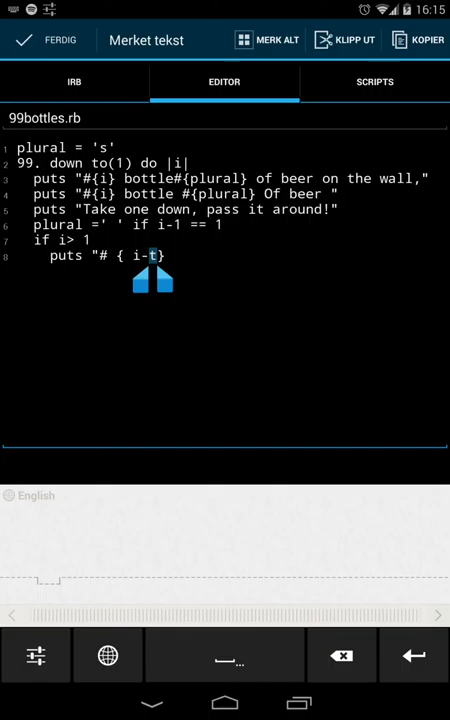 16:15
FERDIG
Merket tekst
MERK ALT
KLIPP UT
KOPIER
IRB
EDITOR
SCRIPTS
99bottles.rb
1 plural = 's'
2 99. down to(1) do |i|
3 puts "#{i} bottle#{plural} of beer on the wall,"
4 puts "#{i} bottle #{plural} Of beer "
5 puts "Take one down, pass it around!"
6 plural =' ' if i-1 == 1
7 if i> 1
8 puts "# { i-t}
English